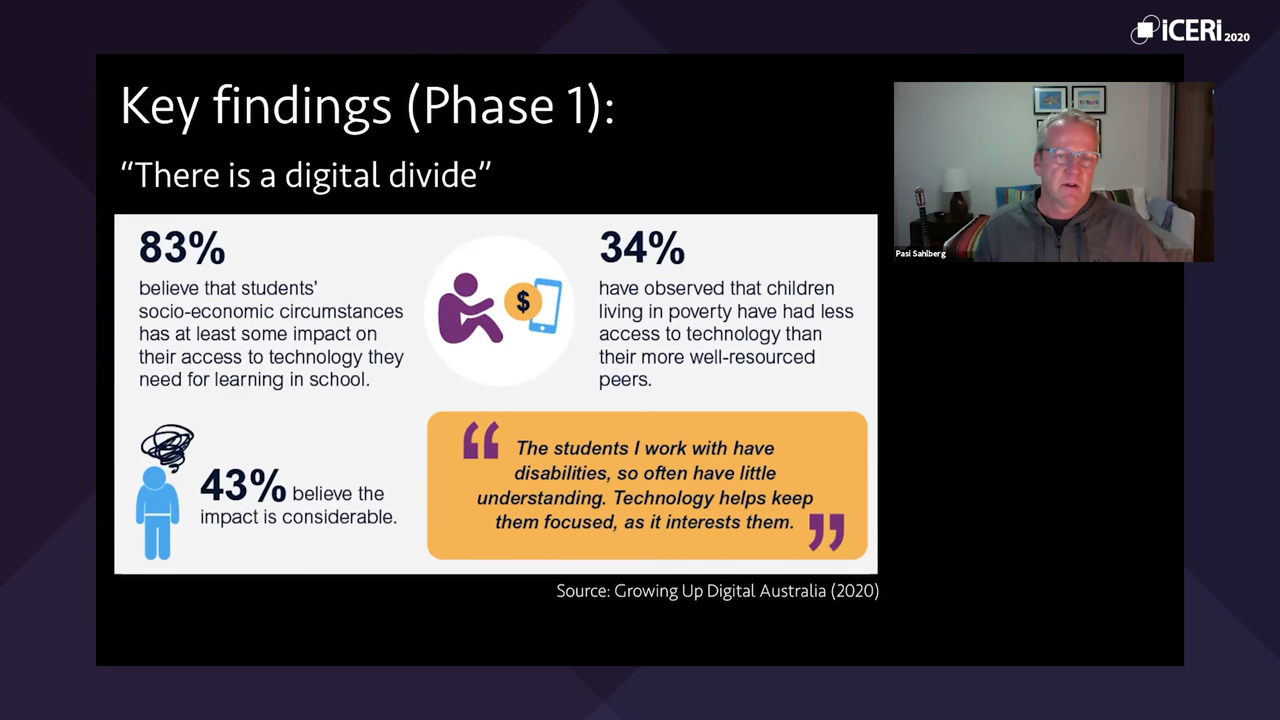 iCERi 2020
Key findings (Phase 1):
“There is a digital divide”
83%
believe that students’
socio-economic circumstances
has at least some impact on
their access to technology they
need for learning in school.
$
34%
have observed that children
living in poverty have had less
access to technology than
their more well-resourced
peers.
43% believe the
impact is considerable.
“ The students I work with have
disabilities, so often have little
understanding. Technology helps keep
them focused, as it interests them. ”
Source: Growing Up Digital Australia (2020)
Pasi Sahlberg